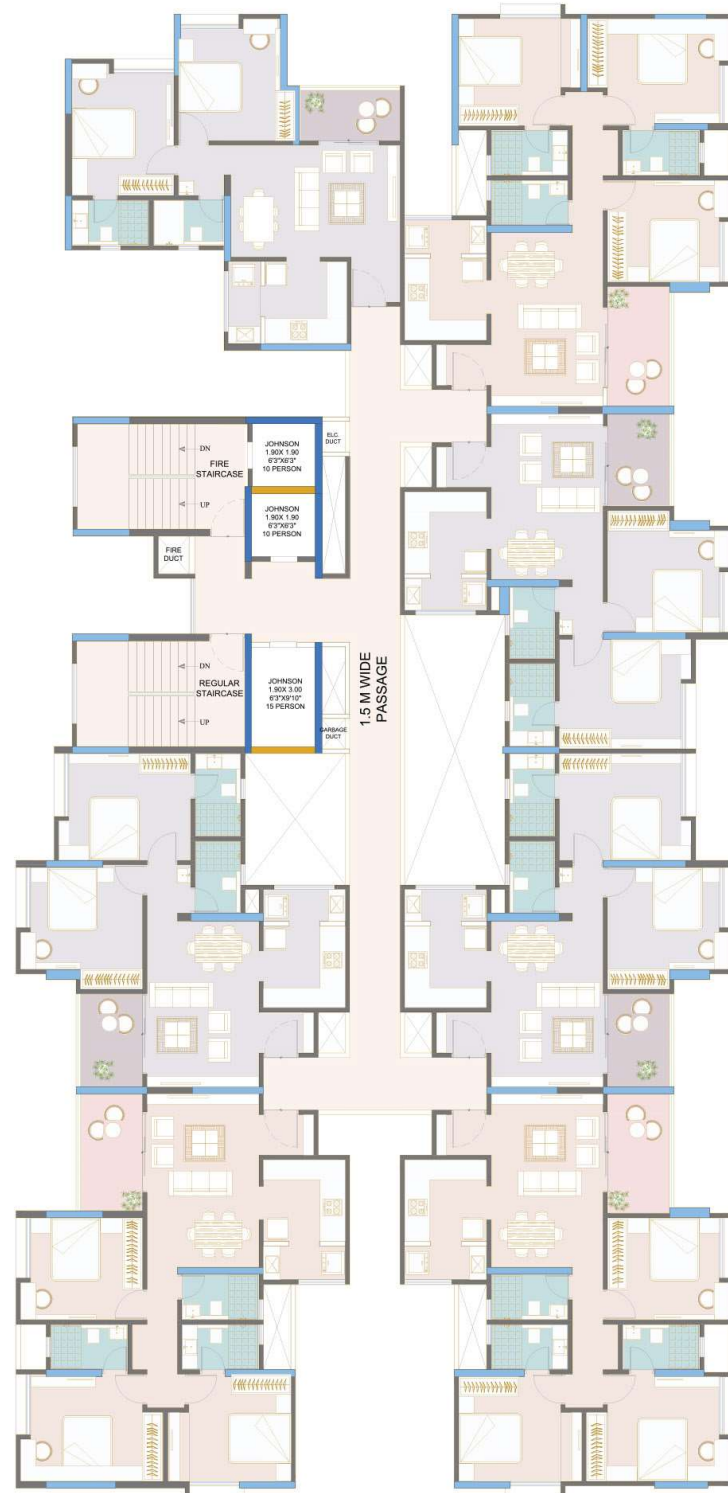 JOHNSON
1.90X 1.90
6'3"X6'3"
10 PERSON
ELC.
DUCT
DN
FIRE
STAIRCASE
UP
JOHNSON
1.90X 1.90
6'3"X6'3"
10 PERSON
FIRE
DUCT
DN
REGULAR
STAIRCASE
UP
JOHNSON
1.90X 3.00
6'3"X9'10"
15 PERSON
GARBAGE
DUCT
1.5 M WIDE
PASSAGE